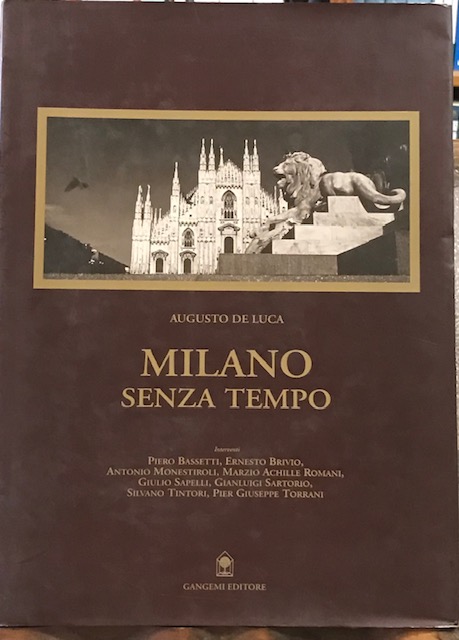 AUGUSTO DE LUCA
MILANO
SENZA TEMPO
Interventi
PIERO BASSETTI, ERNESTO BRIVIO,
ANTONIO MONESTIROLI, MARZIO ACHILLE ROMANI,
GIULIO SAPELLI, GIANLUIGI SARTORIO,
SILVANO TINTORI, PIER GIUSEPPE TORRANI
GANGEMI EDITORE